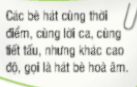 Các bè hát cùng thời
điểm, cùng lời ca, cùng
tiết tấu, nhưng khác cao
độ, gọi là hát bè hoà âm.